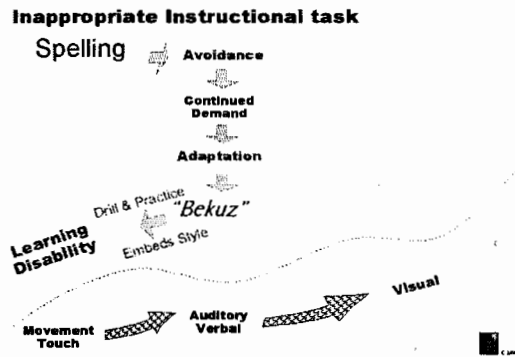 Inappropriate Instructional task
Spelling
Avoidance
Continued
Demand
Adaptation
Drill & Practice
"Bekuz"
Learning
Disability
Embeds Style
Visual
Auditory
Verbal
Movement
Touch